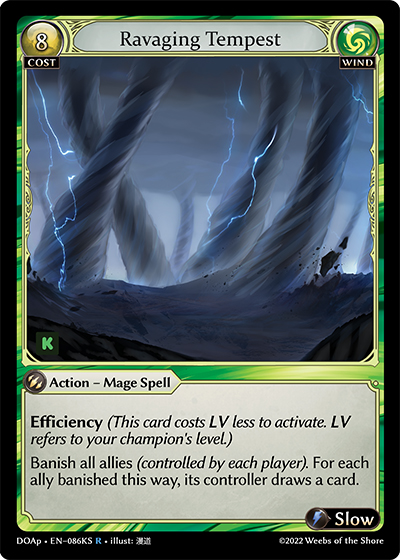 8
COST
Ravaging Tempest
WIND
K
Action – Mage Spell
Efficiency (This card costs LV less to activate. LV
refers to your champion's level.)
Banish all allies (controlled by each player). For each
ally banished this way, its controller draws a card.
Slow
DOAp • EN–086KS R • illust: 漫道
©2022 Weebs of the Shore